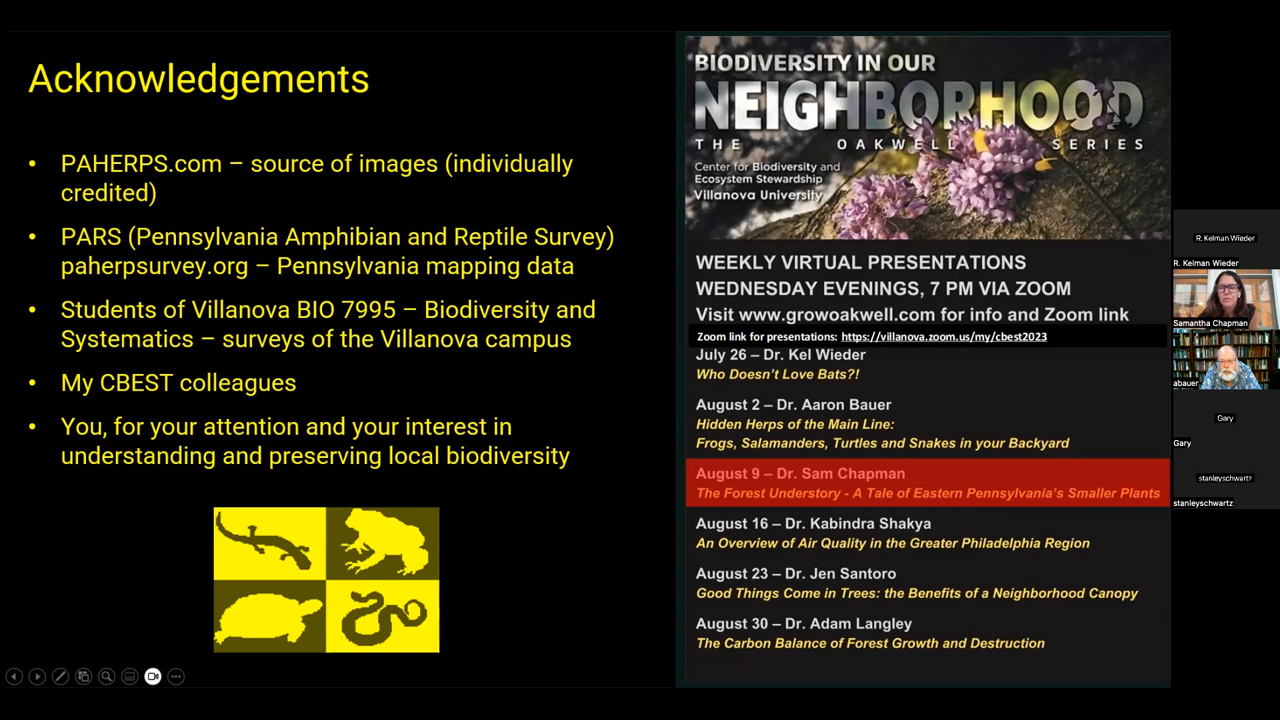 Acknowledgements
• PAHERPS.com – source of images (individually
credited)
• PARS (Pennsylvania Amphibian and Reptile Survey)
paherpsurvey.org – Pennsylvania mapping data
• Students of Villanova BIO 7995 – Biodiversity and
Systematics – surveys of the Villanova campus
• My CBEST colleagues
• You, for your attention and your interest in
understanding and preserving local biodiversity
BIODIVERSITY IN OUR
NEIGHBORHOOD
THE OAKWELL SERIES
Center for Biodiversity and
Ecosystem Stewardship
Villanova University
WEEKLY VIRTUAL PRESENTATIONS
WEDNESDAY EVENINGS, 7 PM VIA ZOOM
Visit www.growoakwell.com for info and Zoom link
Zoom link for presentations: https://villanova.zoom.us/my/cbest2023
July 26 – Dr. Kel Wieder
Who Doesn't Love Bats?!
August 2 – Dr. Aaron Bauer
Hidden Herps of the Main Line:
Frogs, Salamanders, Turtles and Snakes in your Backyard
August 9 – Dr. Sam Chapman
The Forest Understory - A Tale of Eastern Pennsylvania's Smaller Plants
August 16 – Dr. Kabindra Shakya
An Overview of Air Quality in the Greater Philadelphia Region
August 23 – Dr. Jen Santoro
Good Things Come in Trees: the Benefits of a Neighborhood Canopy
August 30 – Dr. Adam Langley
The Carbon Balance of Forest Growth and Destruction
R. Kelman Wieder
R. Kelman Wieder
Samantha Chapman
abauer
Gary
Gary
stanleyschwartz
stanleyschwartz